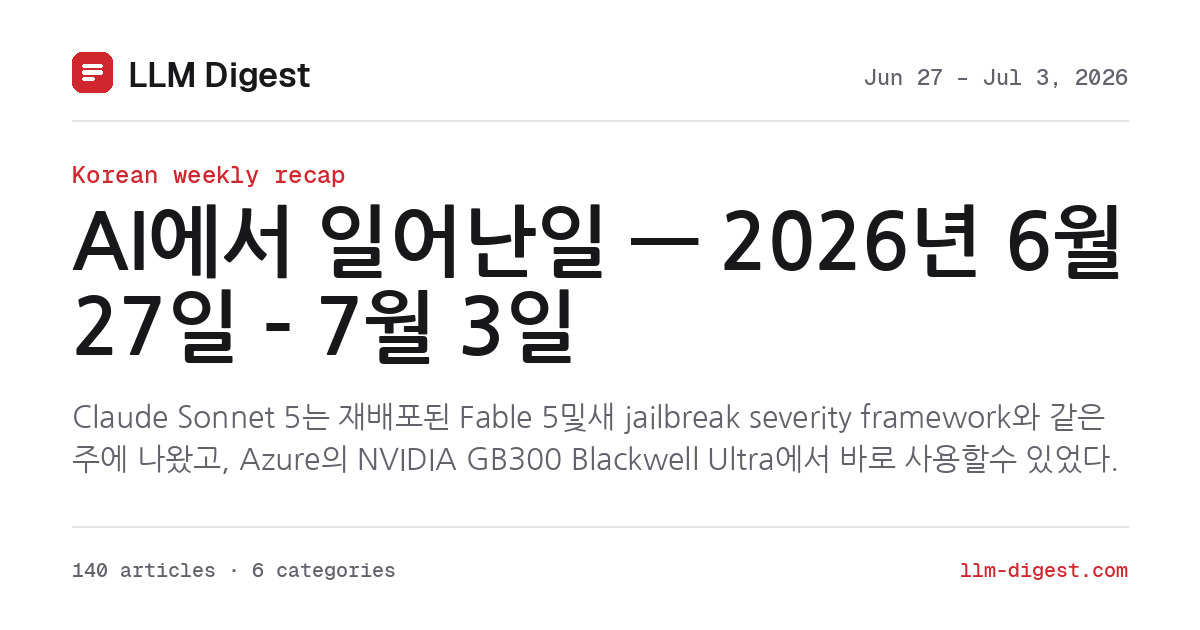 LLM Digest
Jun 27 – Jul 3, 2026
Korean weekly recap
AI에서 일어난일 — 2026년 6월
27일 – 7월 3일
Claude Sonnet 5는 재배포된 Fable 5및새 jailbreak severity framework와 같은
주에 나왔고, Azure의 NVIDIA GB300 Blackwell Ultra에서 바로 사용할수 있었다.
140 articles · 6 categories
llm-digest.com